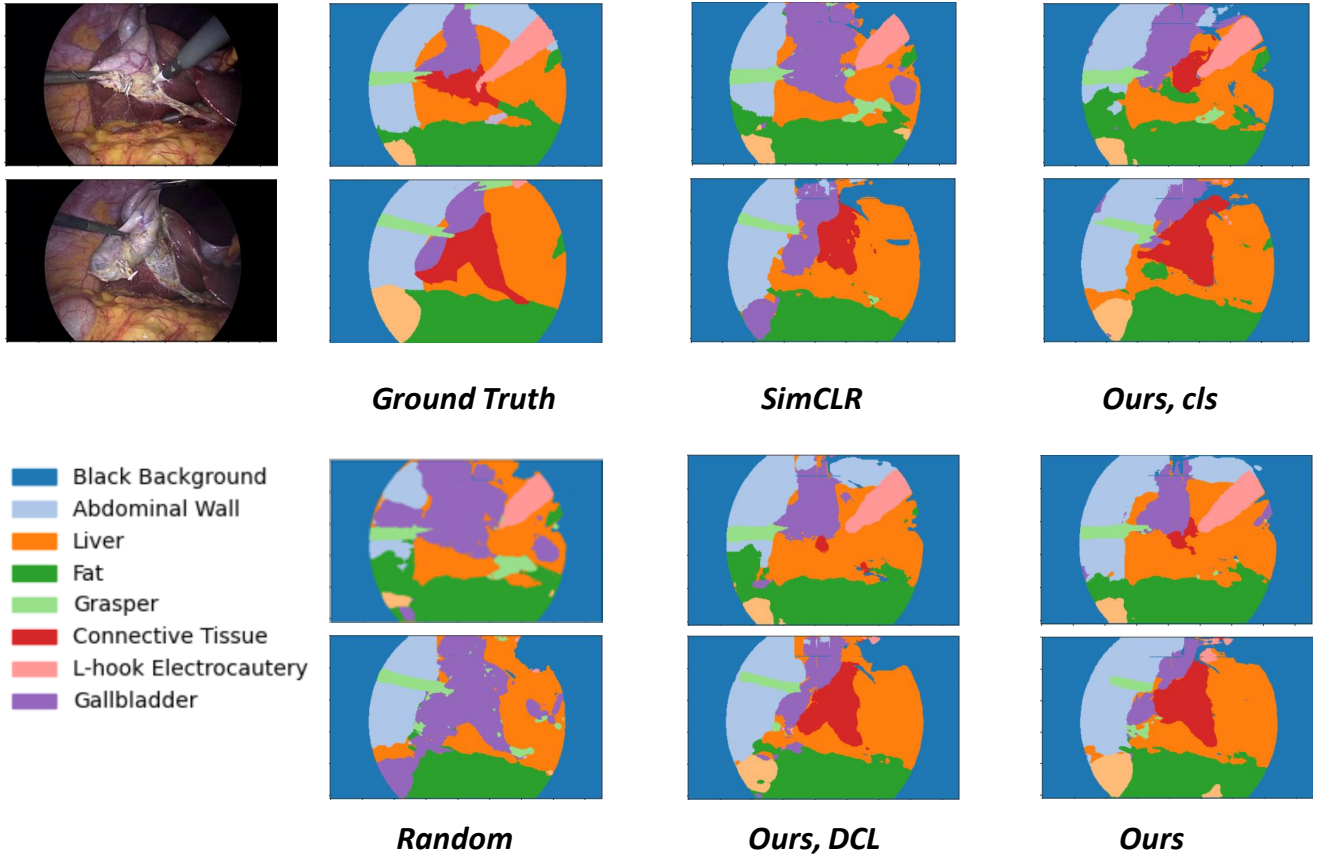 Ground Truth
SimCLR
Ours, cls
Black Background
Abdominal Wall
Liver
Fat
Grasper
Connective Tissue
L-hook Electrocautery
Gallbladder
Random
Ours, DCL
Ours